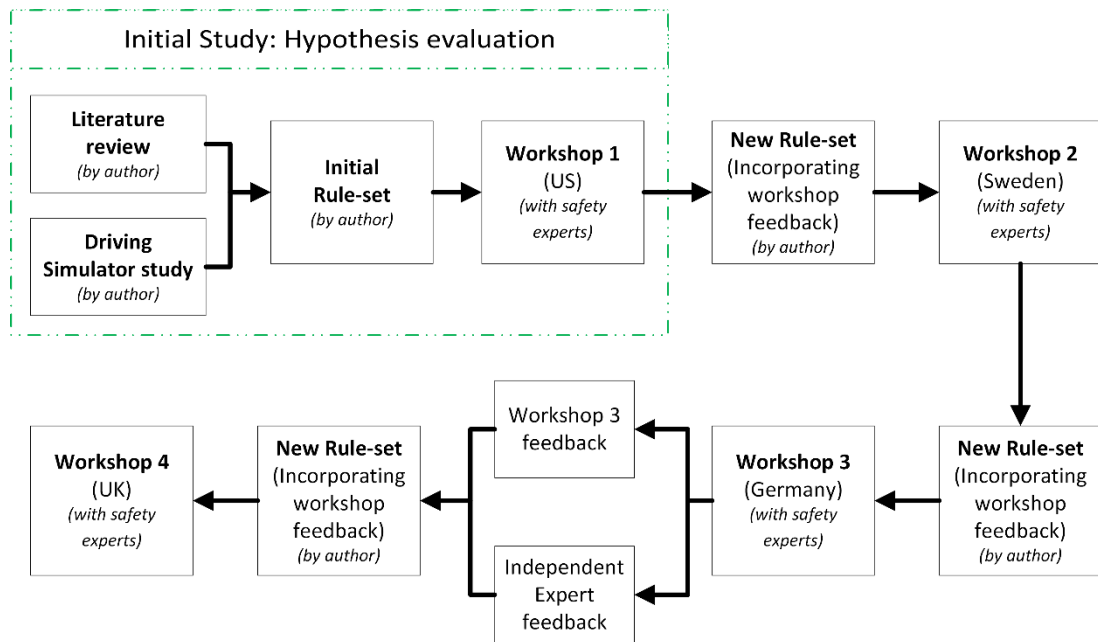 Initial Study: Hypothesis evaluation
Literature
review
(by author)
Driving
Simulator study
(by author)
Initial
Rule-set
(by author)
Workshop 1
(US)
(with safety
experts)
New Rule-set
(Incorporating
workshop
feedback)
(by author)
Workshop 2
(Sweden)
(with safety
experts)
New Rule-set
(Incorporating
workshop
feedback)
(by author)
Workshop 3
(Germany)
(with safety
experts)
Workshop 3
feedback
Independent
Expert
feedback
New Rule-set
(Incorporating
workshop
feedback)
(by author)
Workshop 4
(UK)
(with safety
experts)